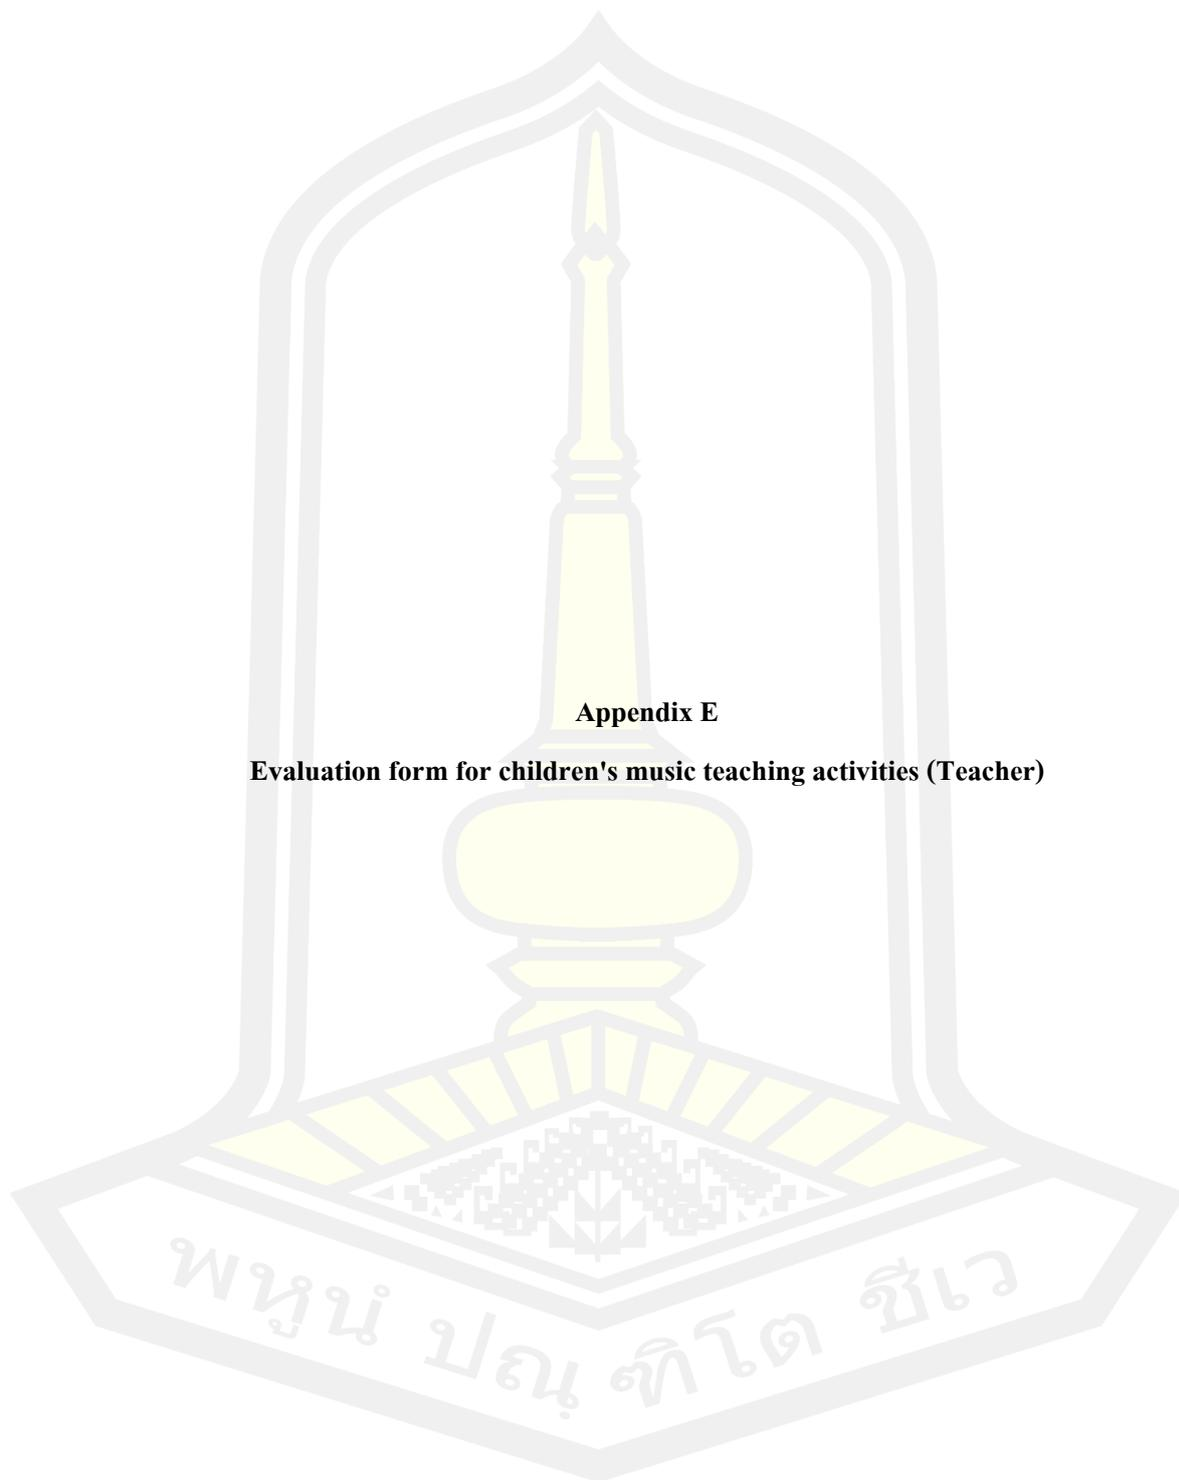 Appendix E
Evaluation form for children's music teaching activities (Teacher)
พหูนํ ปณฺฑิโต ชีเว